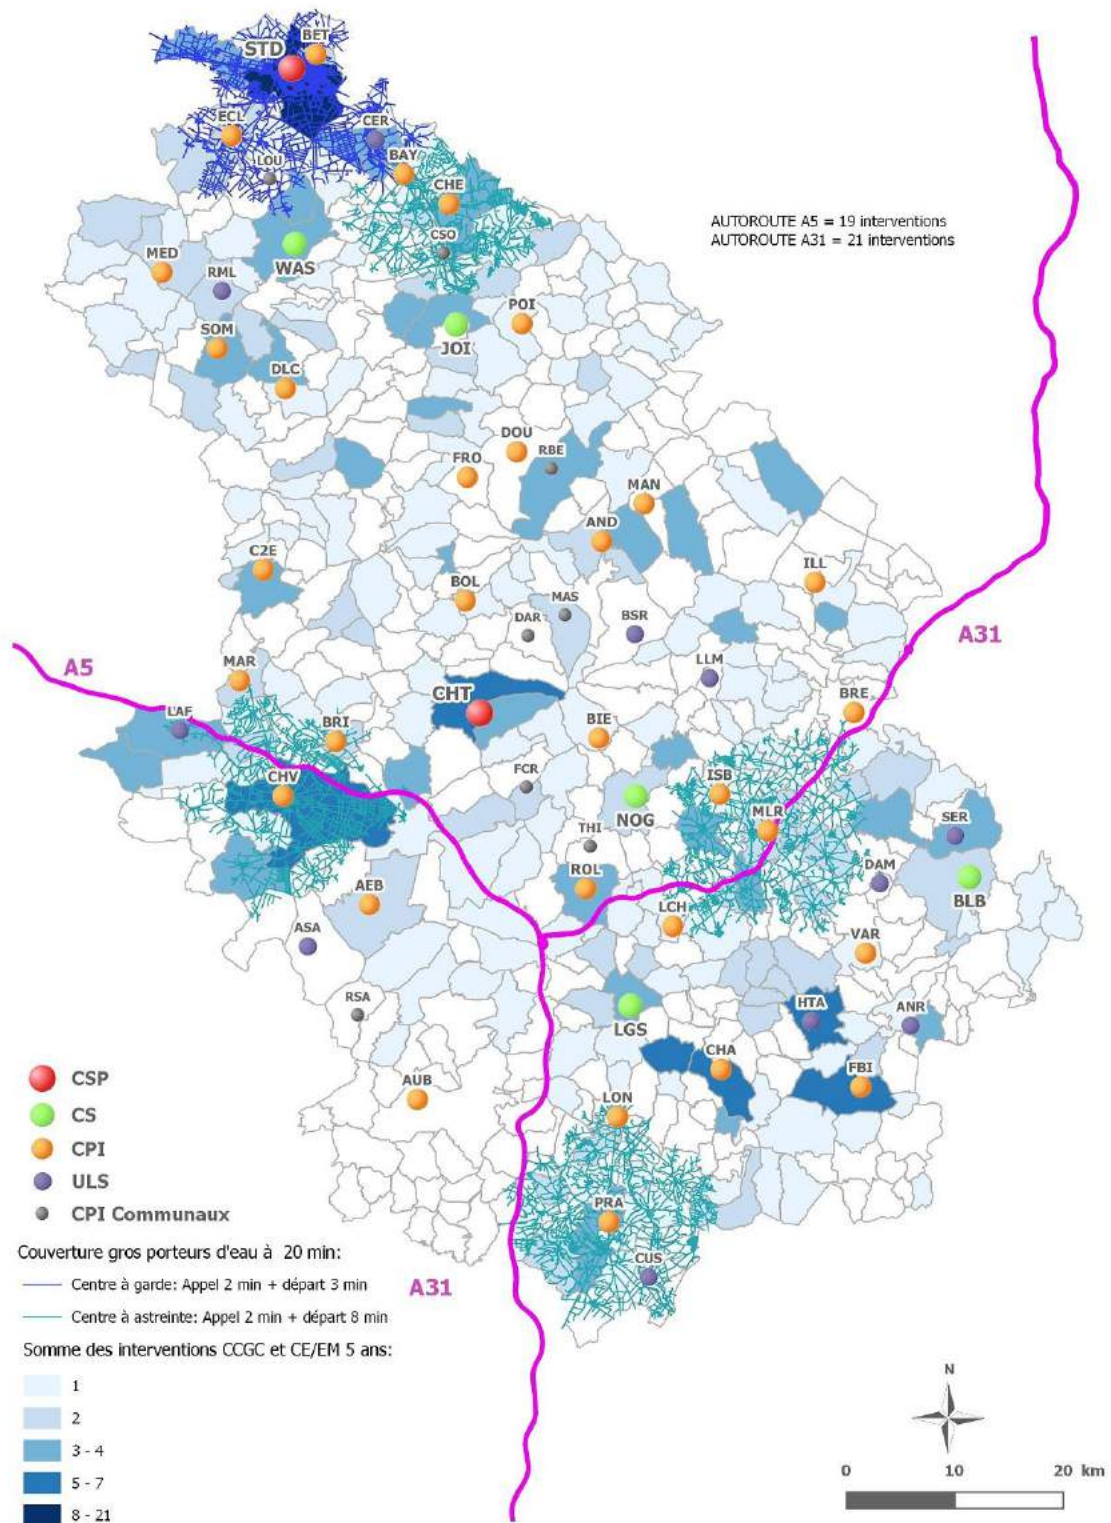 BET
STD
ECL
CER
LOU
BAY
CHE
CSO
AUTOROUTE A5 = 19 interventions
AUTOROUTE A31 = 21 interventions
MED
RML
WAS
POI
SOM
JOI
DLC
DOU
RBE
FRO
MAN
AND
C2E
ILL
BOL
MAS
DAR
BSR
A31
A5
MAR
LLM
CHT
BRE
L'AF
BRI
BIE
FCR
CHV
ISB
NOG
MLR
SER
THI
ROL
DAM
BLB
AEB
LCH
ASA
VAR
RSA
HTA
ANR
LGS
CHA
FBI
AUB
LON
PRA
CUS
A31
CSP
CS
CPI
ULS
CPI Communaux
Couverture gros porteurs d'eau à 20 min:
Centre à garde: Appel 2 min + départ 3 min
Centre à astreinte: Appel 2 min + départ 8 min
Somme des interventions CCGC et CE/EM 5 ans:
1
2
3 - 4
5 - 7
8 - 21
N
0 10 20 km